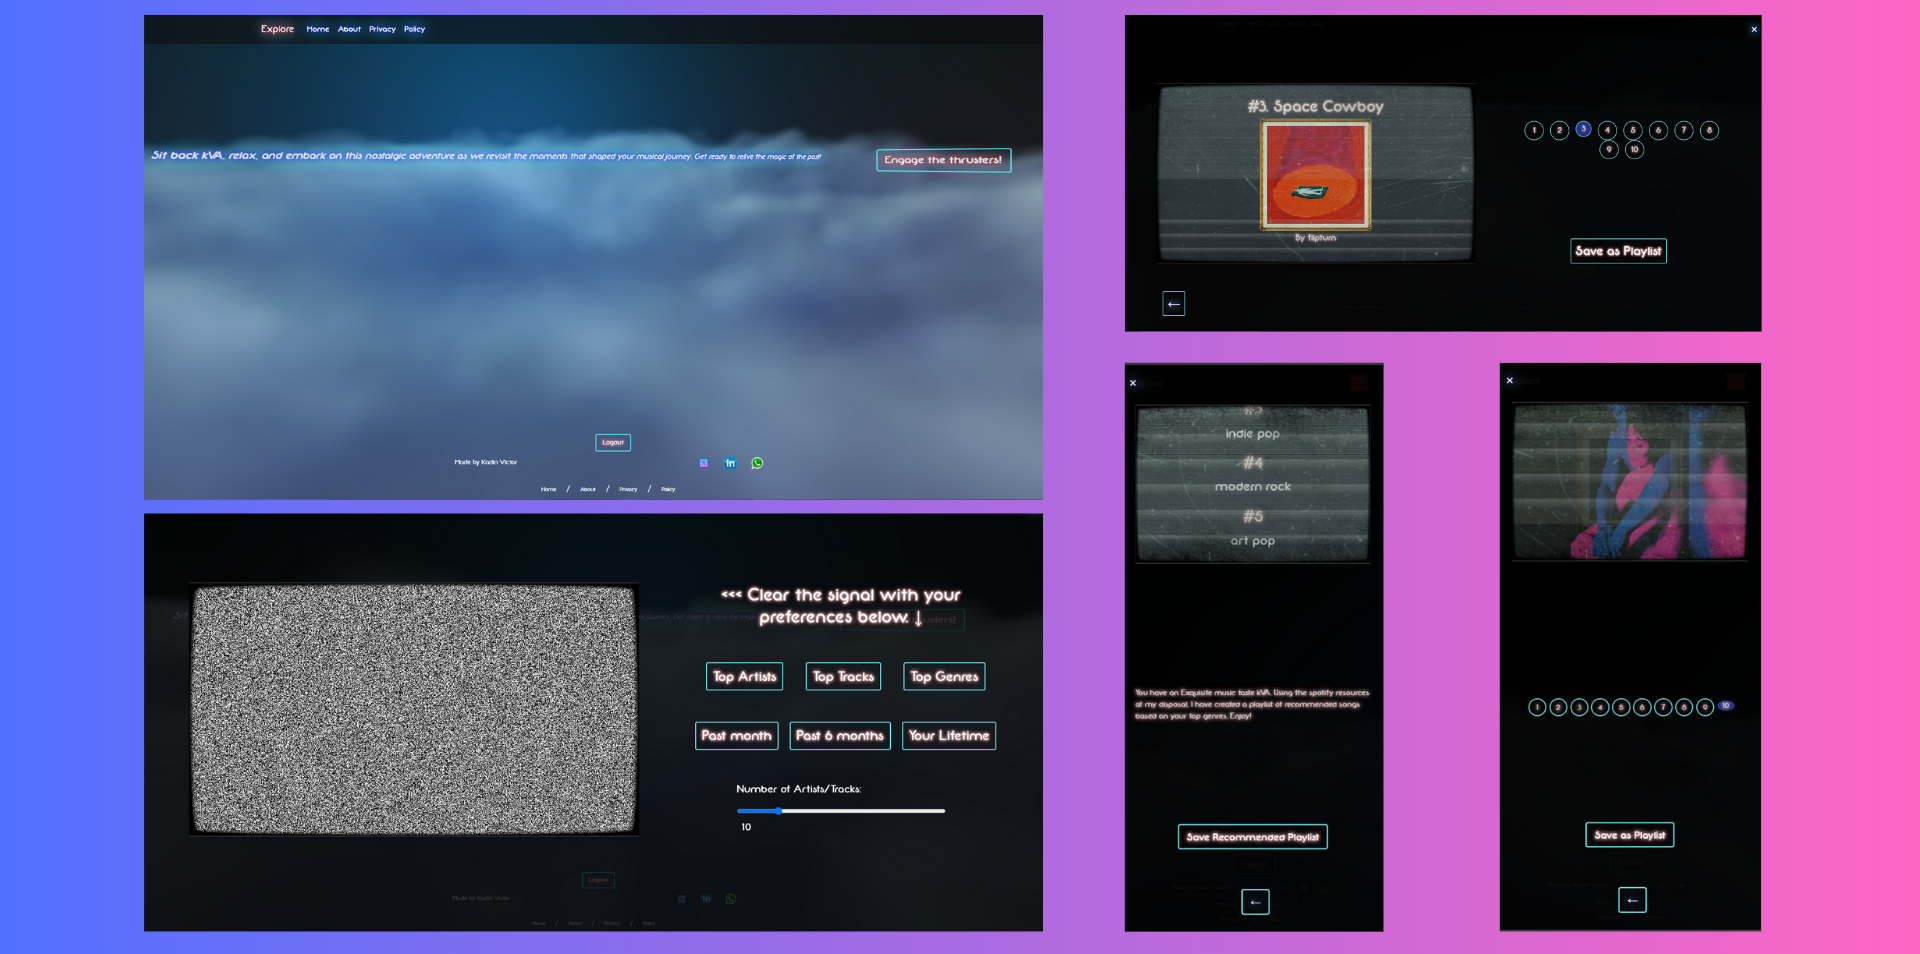 Explore Home About Privacy Policy
Sit back kVA, relax, and embark on this nostalgic adventure as we revisit the moments that shaped your musical journey. Get ready to relive the magic of the past!
Engage the thrusters!
Logout
Made by Kadiri Victor
in
Home / About / Privacy / Policy
<<< Clear the signal with your
preferences below. ↓
Top Artists
Top Tracks
Top Genres
Past month
Past 6 months
Your Lifetime
Number of Artists/Tracks:
10
Logout
Made by Kadiri Victor
in
Home / About / Privacy / Policy
×
#3. Space Cowboy
By fliptum
1 2 3 4 5 6 7 8
9 10
Save as Playlist
←
×
#3
indie pop
#4
modern rock
#5
art pop
You have an Exquisite music taste kVA. Using the spotify resources
at my disposal, I have created a playlist of recommended songs
based on your top genres. Enjoy!
Save Recommended Playlist
←
×
1 2 3 4 5 6 7 8 9 10
Save as Playlist
←